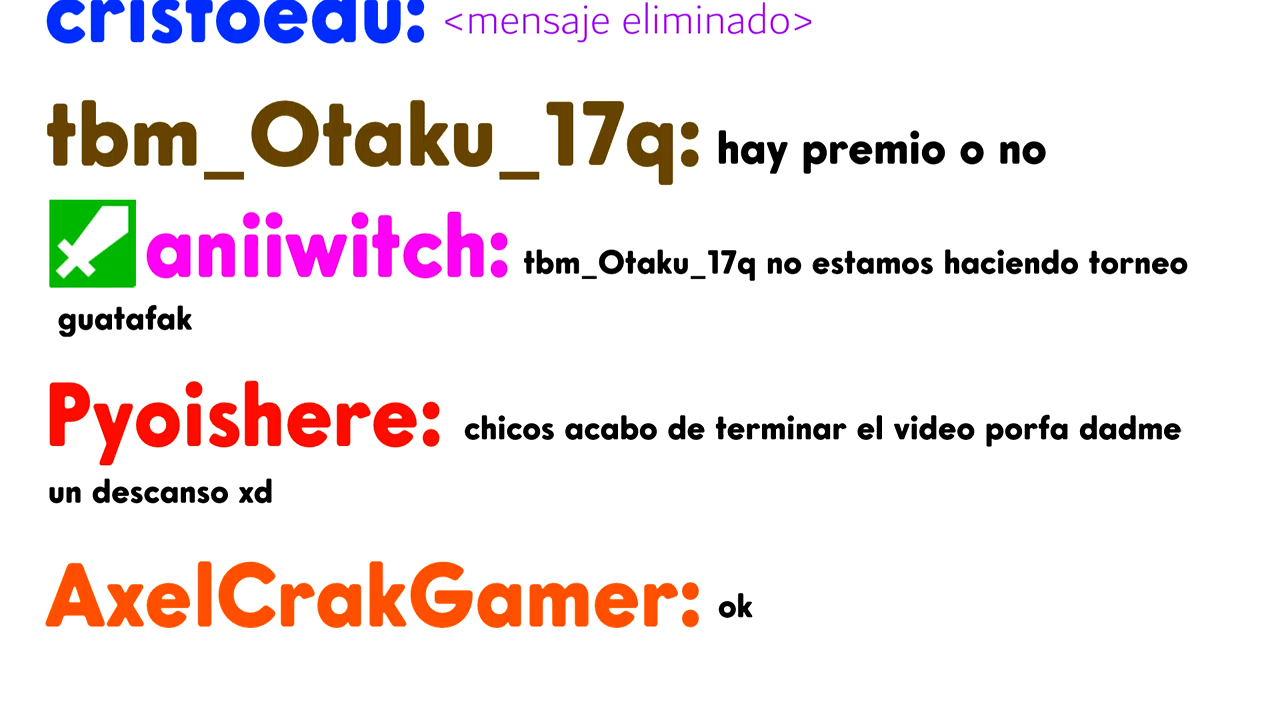 cristoedu: <mensaje eliminado>
tbm_Otaku_17q: hay premio o no
aniiwitch: tbm_Otaku_17q no estamos haciendo torneo
guatafak
Pyoishere: chicos acabo de terminar el video porfa dadme
un descanso xd
AxelCrakGamer: ok